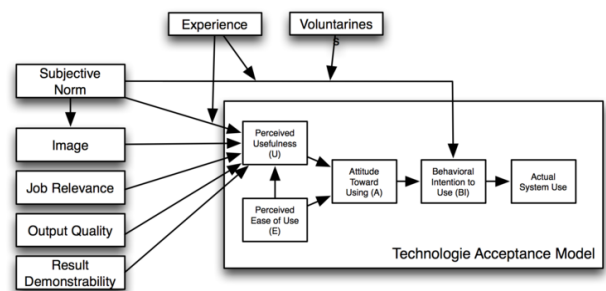 Experience
Voluntarines
s
Subjective
Norm
Image
Job Relevance
Output Quality
Result
Demonstrability
Perceived
Usefulness
(U)
Perceived
Ease of Use
(E)
Attitude
Toward
Using (A)
Behavioral
Intention to
Use (BI)
Actual
System Use
Technologie Acceptance Model